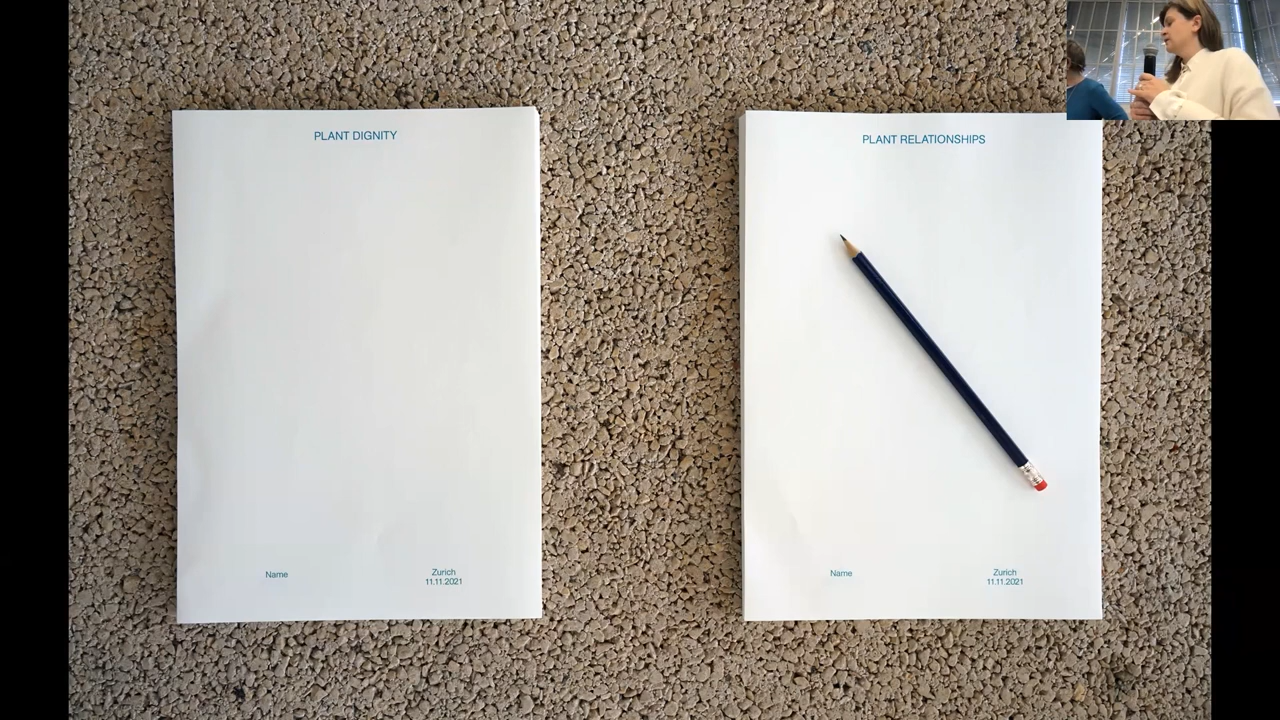 PLANT DIGNITY
Name
Zurich
11.11.2021
PLANT RELATIONSHIPS
Name
Zurich
11.11.2021